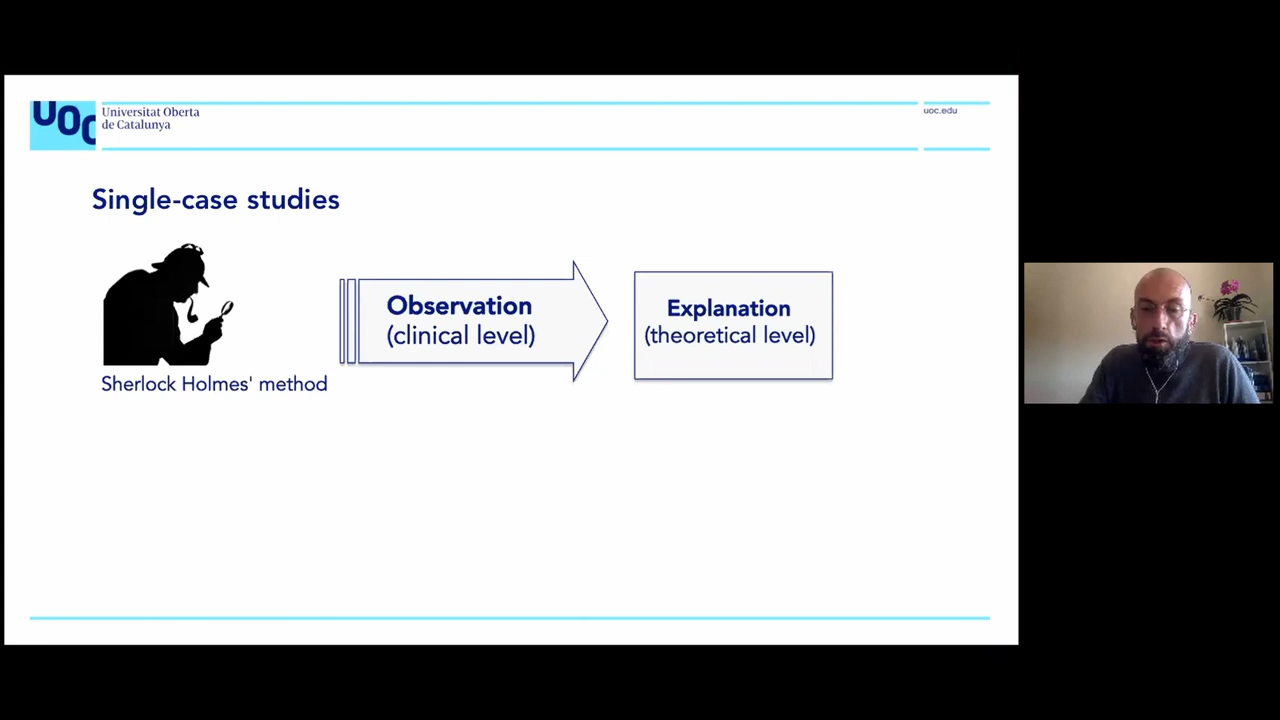 UOC
Universitat Oberta
de Catalunya
uoc.edu
Single-case studies
Observation
(clinical level)
Explanation
(theoretical level)
Sherlock Holmes' method